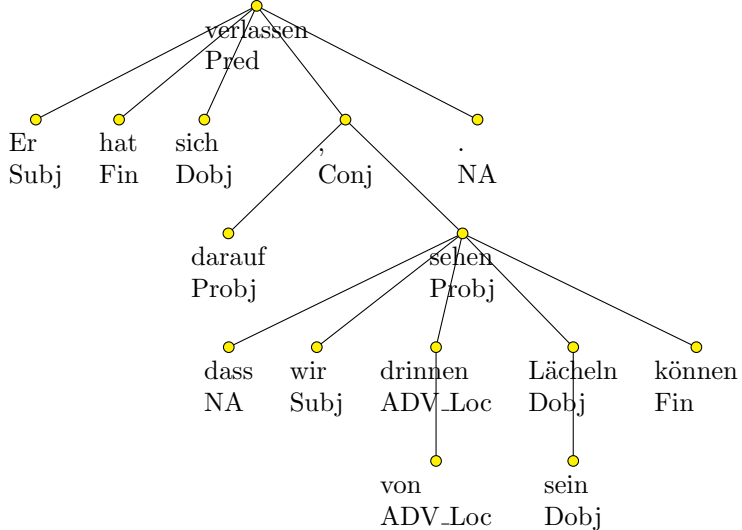 verlassen
Pred
Er hat sich , .
Subj Fin Dobj Conj NA
darauf sehen
Probj Probj
dass wir drinnen Lächeln können
NA Subj ADV_Loc Dobj Fin
von sein
ADV_Loc Dobj